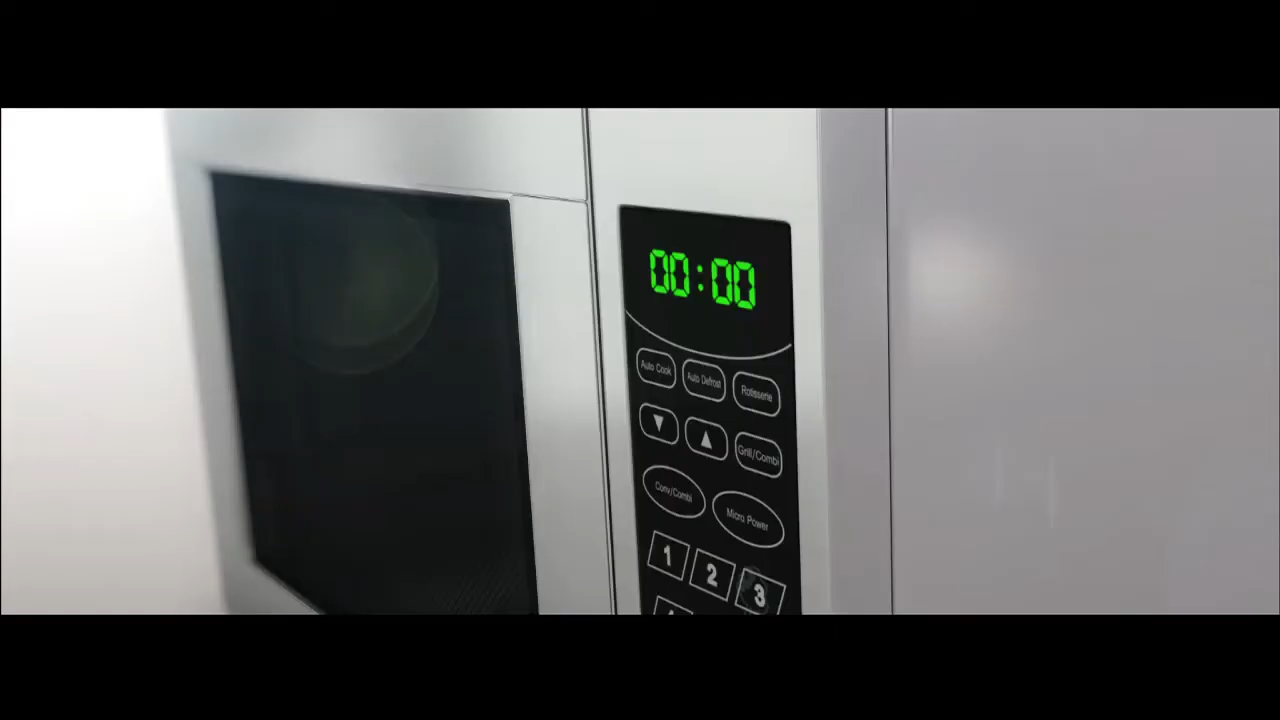 00:00
Auto Cook Auto Defrost Rotisserie
▼ ▲ Grill/Combi
Conv/Combi Micro Power
1 2 3